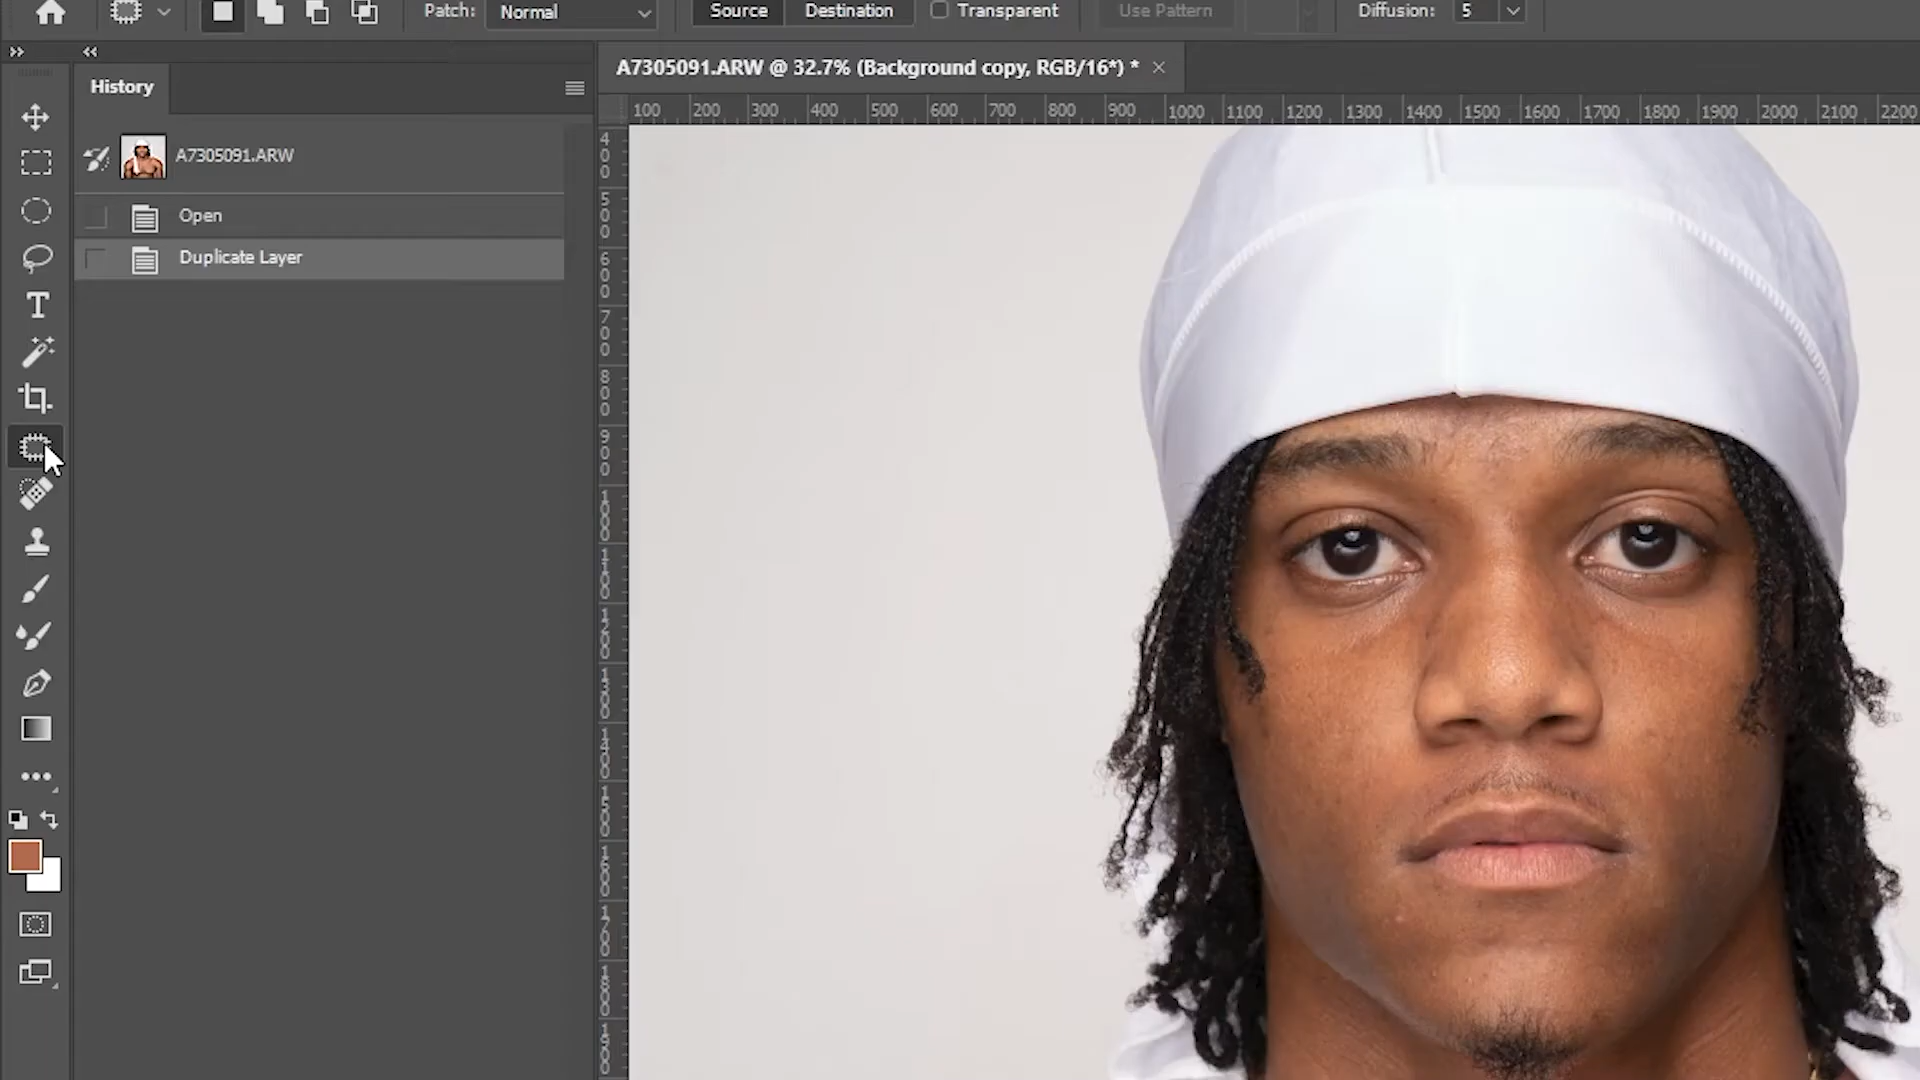 Patch: Normal Source Destination Transparent Use Pattern Diffusion: 5
History
A7305091.ARW @ 32.7% (Background copy, RGB/16*) * ×
100 200 300 400 500 600 700 800 900 1000 1100 1200 1300 1400 1500 1600 1700 1800 1900 2000 2100 2200
A7305091.ARW
Open
Duplicate Layer
T
400
500
600
700
800
900
1000
1100
1200
1300
1400
1500
1600
1700
1800
1900